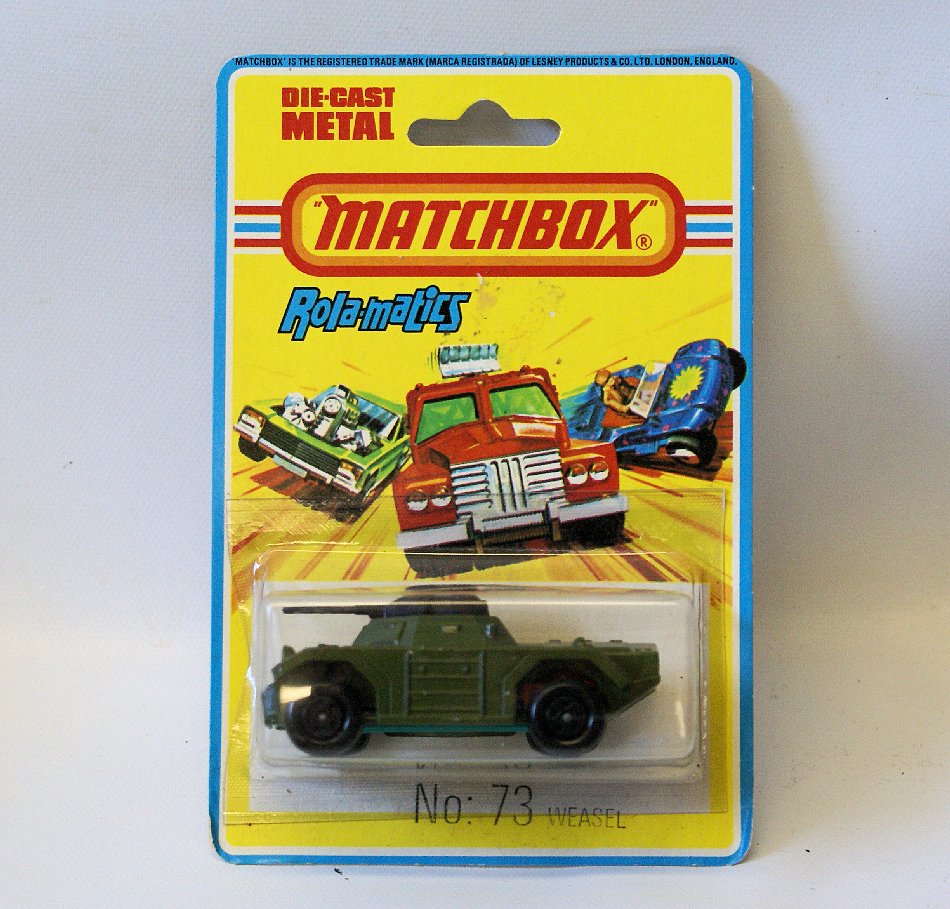 'MATCHBOX' IS THE REGISTERED TRADE MARK (MARCA REGISTRADA) OF LESNEY PRODUCTS & CO. LTD. LONDON, ENGLAND.
DIE-CAST
METAL
"MATCHBOX" ®
Rola-matics
No: 73 WEASEL